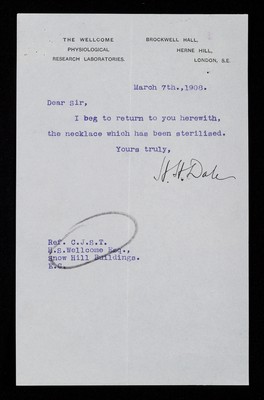 THE WELLCOME
PHYSIOLOGICAL
RESEARCH LABORATORIES.
BROCKWELL HALL,
HERNE HILL,
LONDON, S.E.
March 7th.,1906.
Dear Sir,
I beg to return to you herewith,
the necklace which has been sterilised.
Yours truly,
H. H. Dale
Ref. C.J.S.T.
H.S.Wellcome Esq.,
Snow Hill Buildings.
E.C.